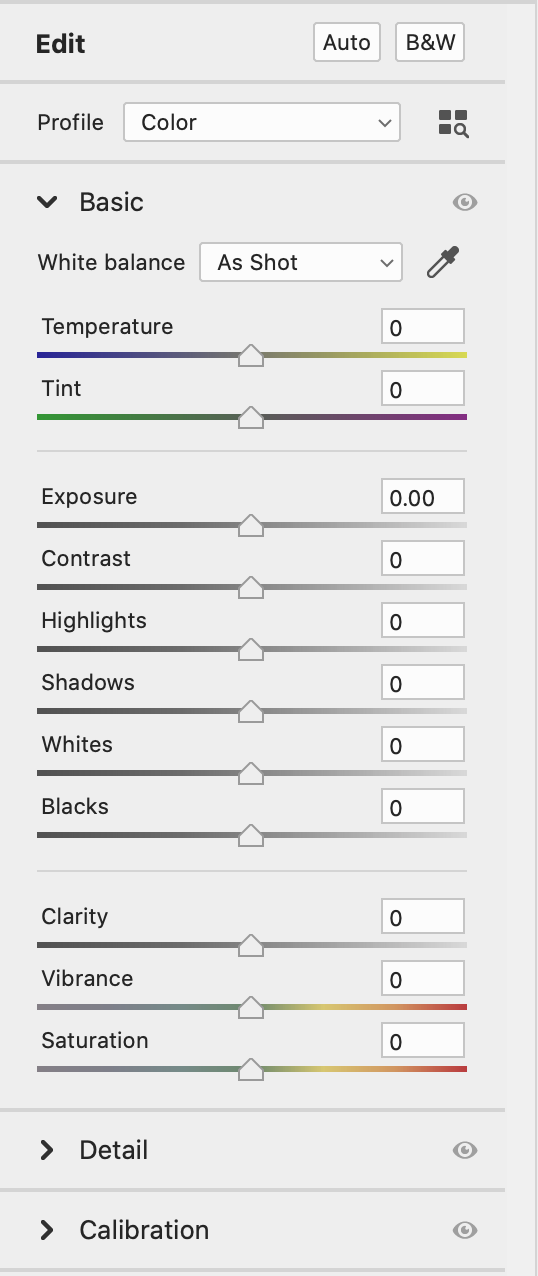 Edit Auto B&W
Profile Color
Basic
White balance As Shot
Temperature 0
Tint 0
Exposure 0.00
Contrast 0
Highlights 0
Shadows 0
Whites 0
Blacks 0
Clarity 0
Vibrance 0
Saturation 0
Detail
Calibration